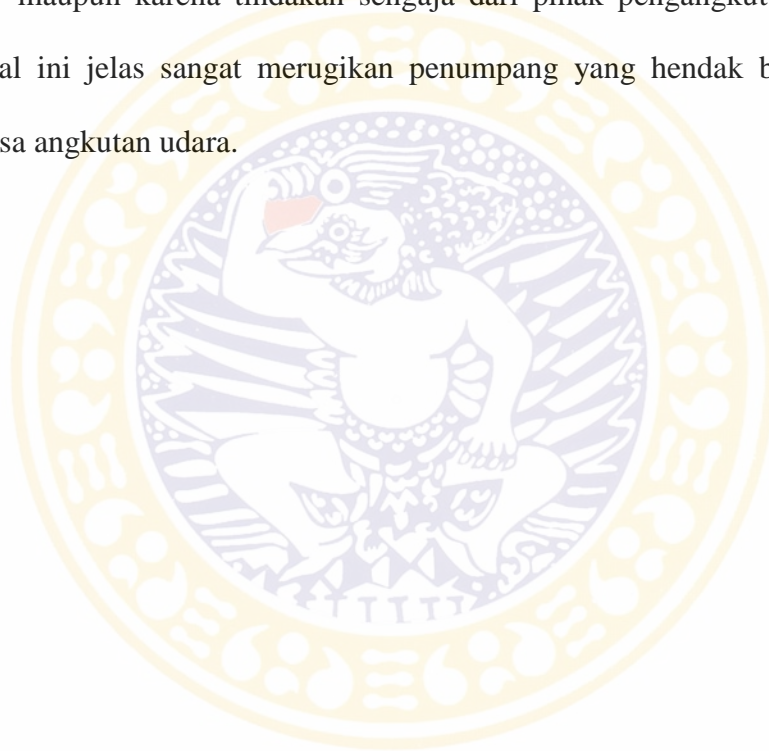 maupun karena tindakan sengaja dari pihak pengangkut
al ini jelas sangat merugikan penumpang yang hendak b
sa angkutan udara.